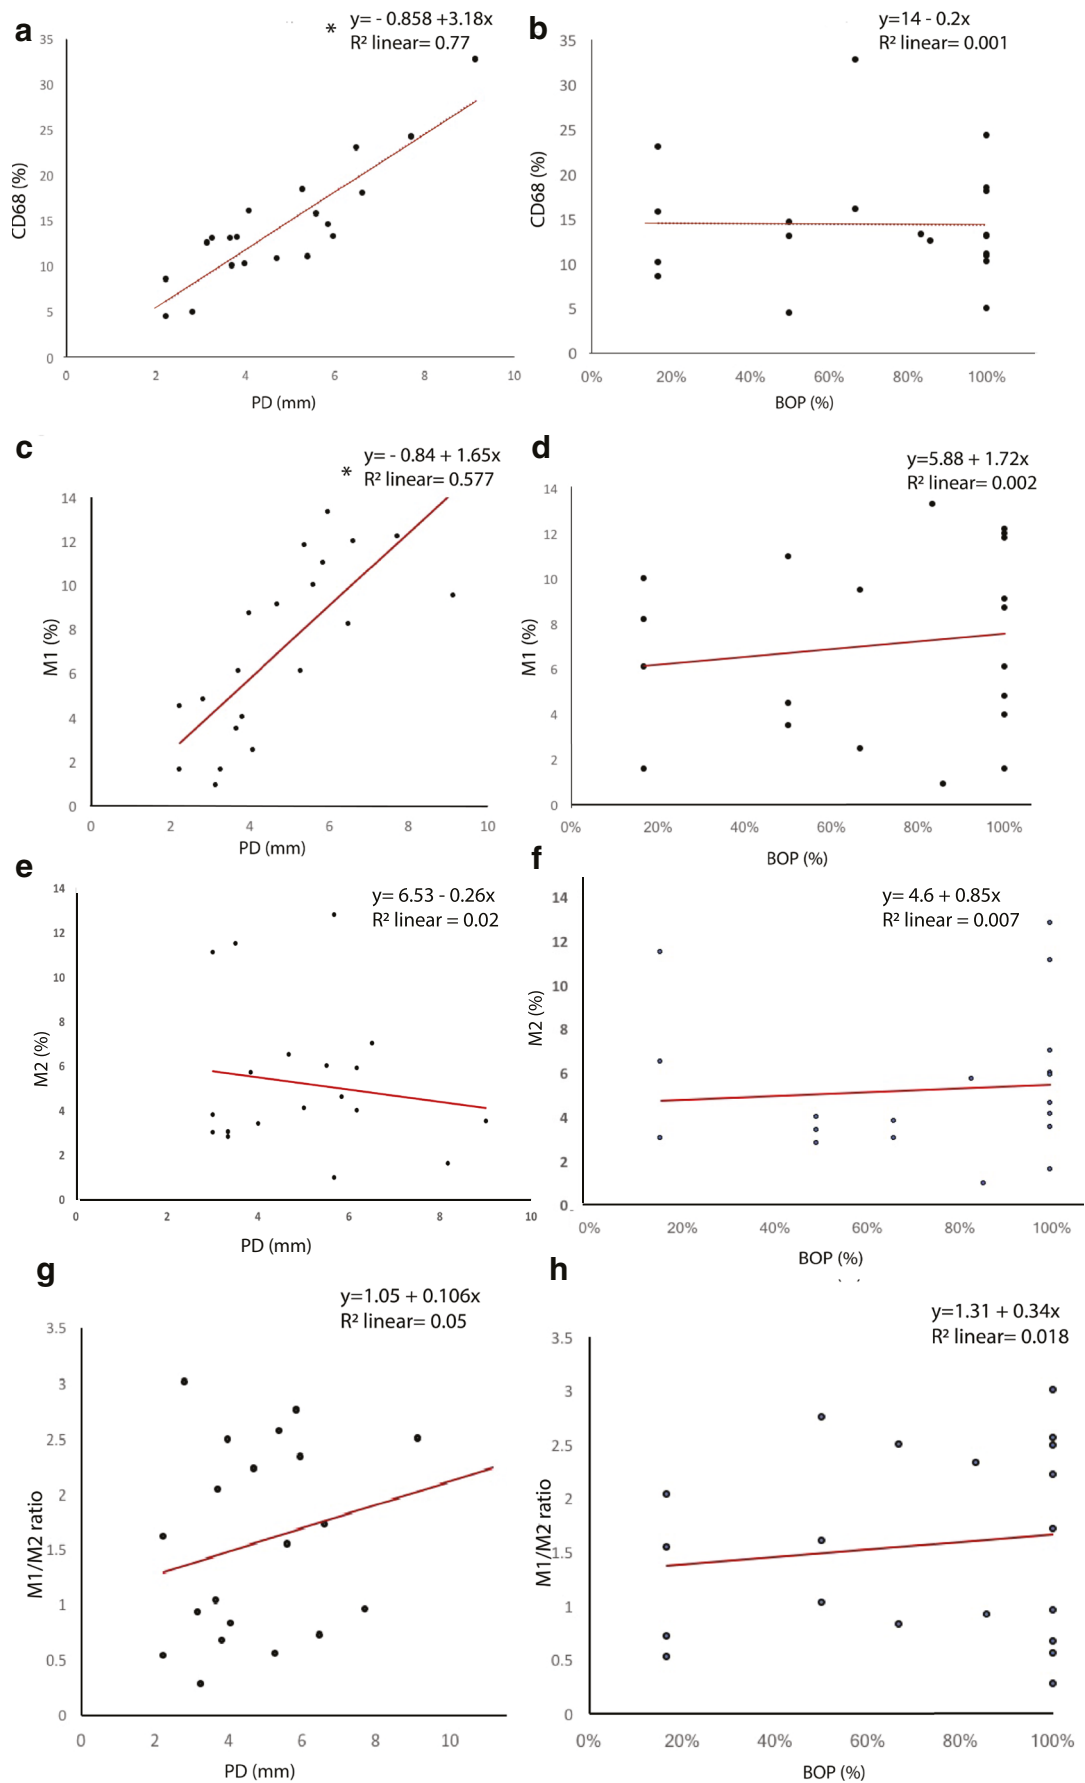 a
*
y= - 0.858 +3.18x
R² linear= 0.77
35
30
25
20
15
10
5
0
CD68 (%)
0 2 4 6 8 10
PD (mm)
b
y=14 - 0.2x
R² linear= 0.001
35
30
25
20
15
10
5
0
CD68 (%)
0% 20% 40% 60% 80% 100%
BOP (%)
c
*
y= - 0.84 + 1.65x
R² linear= 0.577
14
12
10
8
6
4
2
0
M1 (%)
0 2 4 6 8 10
PD (mm)
d
y=5.88 + 1.72x
R² linear= 0.002
14
12
10
8
6
4
2
0
M1 (%)
0% 20% 40% 60% 80% 100%
BOP (%)
e
y= 6.53 - 0.26x
R² linear = 0.02
14
12
10
8
6
4
2
0
M2 (%)
0 2 4 6 8 10
PD (mm)
f
y= 4.6 + 0.85x
R² linear = 0.007
14
12
10
8
6
4
2
0
M2 (%)
0% 20% 40% 60% 80% 100%
BOP (%)
g
y=1.05 + 0.106x
R² linear= 0.05
3.5
3
2.5
2
1.5
1
0.5
0
M1/M2 ratio
0 2 4 6 8 10
PD (mm)
h
y=1.31 + 0.34x
R² linear= 0.018
3.5
3
2.5
2
1.5
1
0.5
0
M1/M2 ratio
0% 20% 40% 60% 80% 100%
BOP (%)